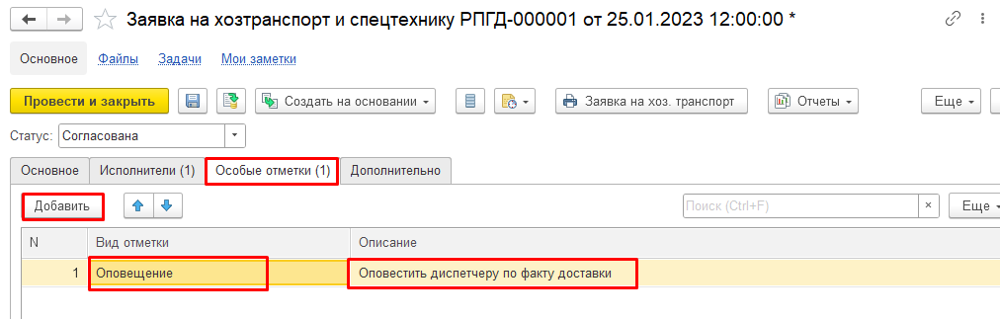 Заявка на хозтранспорт и спецтехнику РПГД-000001 от 25.01.2023 12:00:00 *
Основное Файлы Задачи Мои заметки
Провести и закрыть Создать на основании Заявка на хоз. транспорт Отчеты Еще
Статус: Согласована
Основное Исполнители (1) Особые отметки (1) Дополнительно
Добавить Поиск (Ctrl+F) × Еще
N Вид отметки Описание
1 Оповещение Оповестить диспетчеру по факту доставки